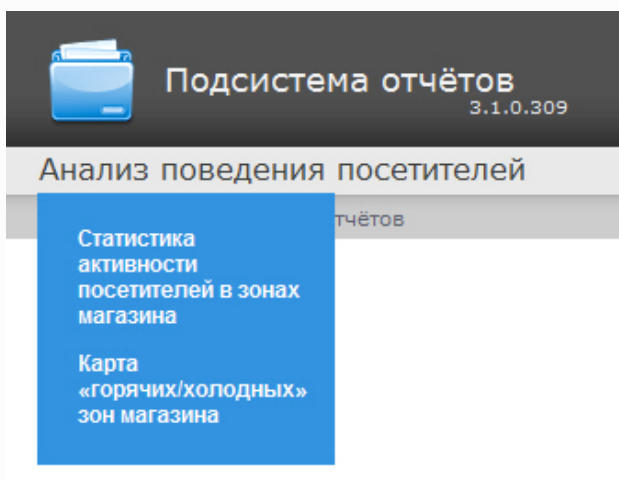 Подсистема отчётов
3.1.0.309
Анализ поведения посетителей
Статистика
активности
посетителей в зонах
магазина
Карта
«горячих/холодных»
зон магазина